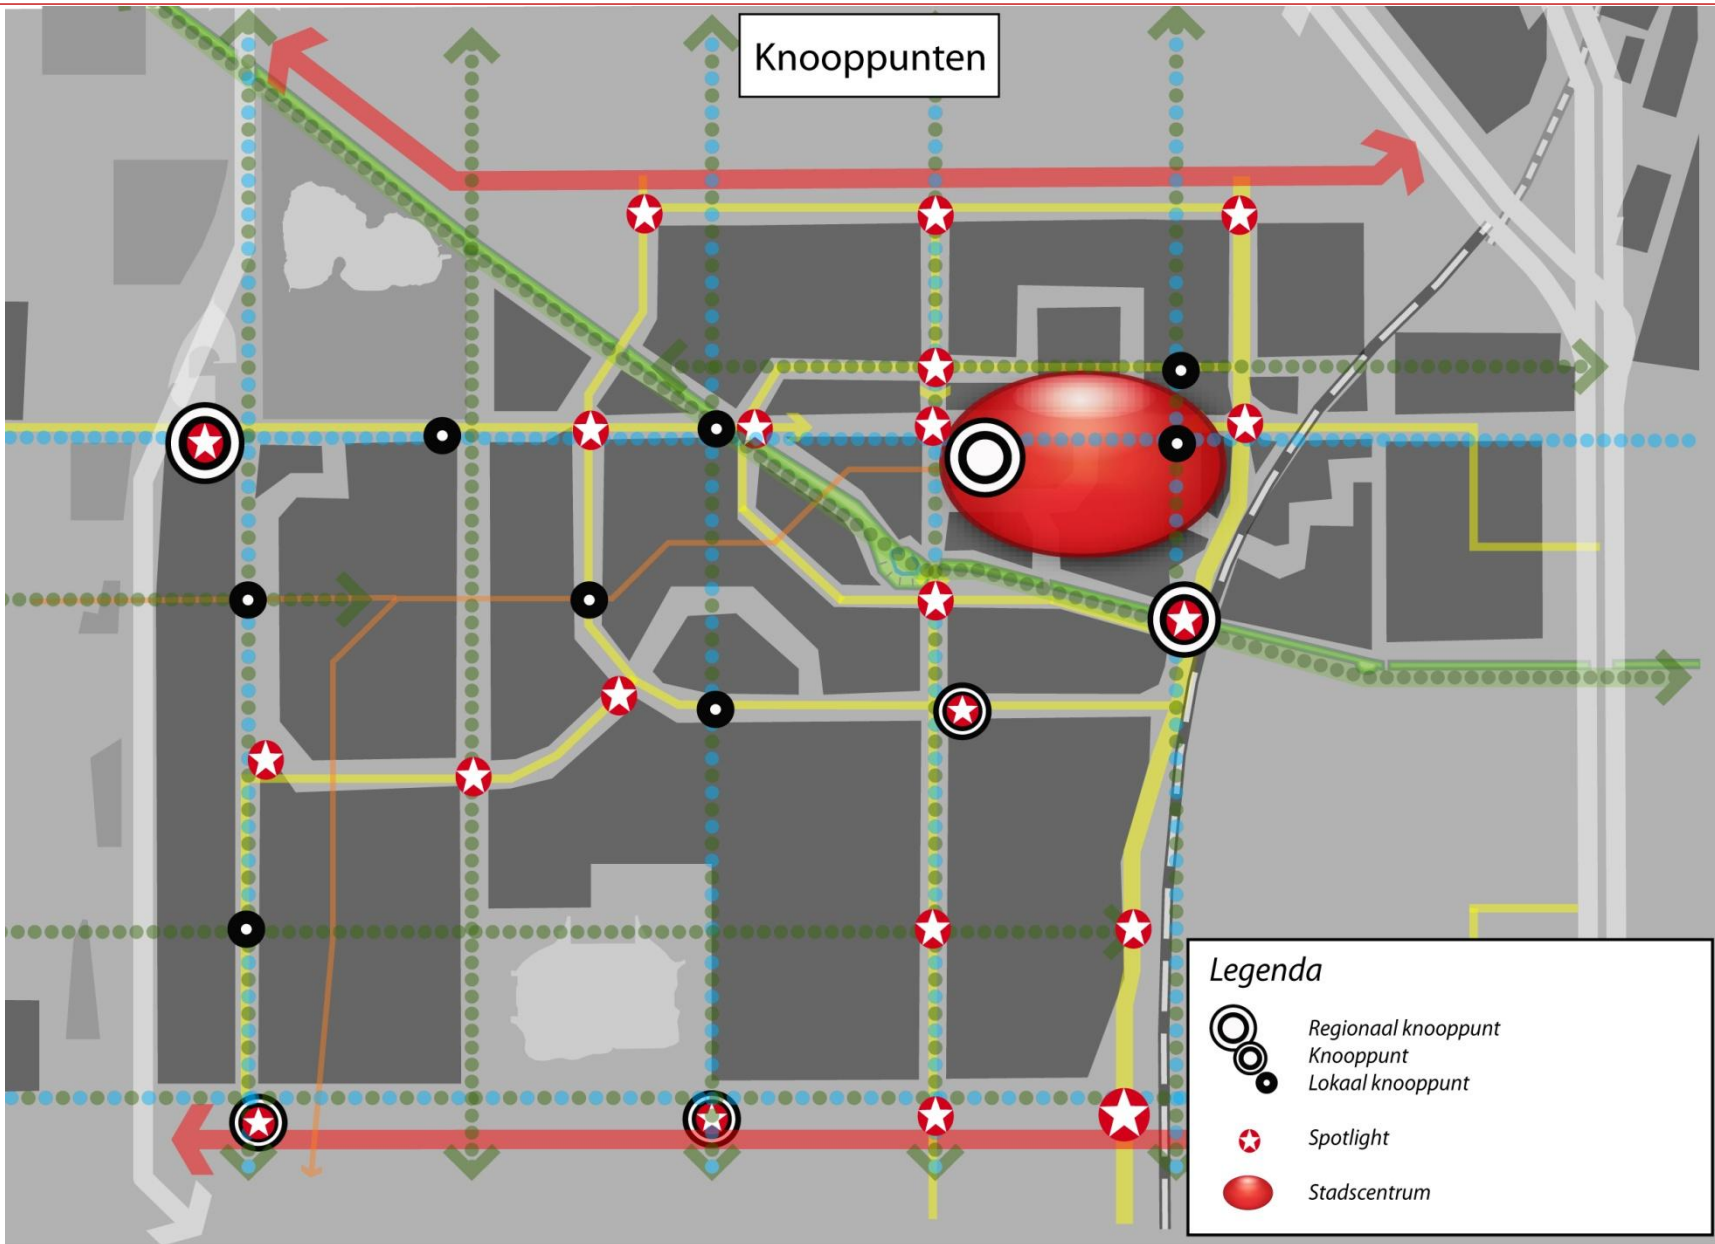 Knooppunten
Legenda
Regionaal knooppunt
Knooppunt
Lokaal knooppunt
Spotlight
Stadscentrum